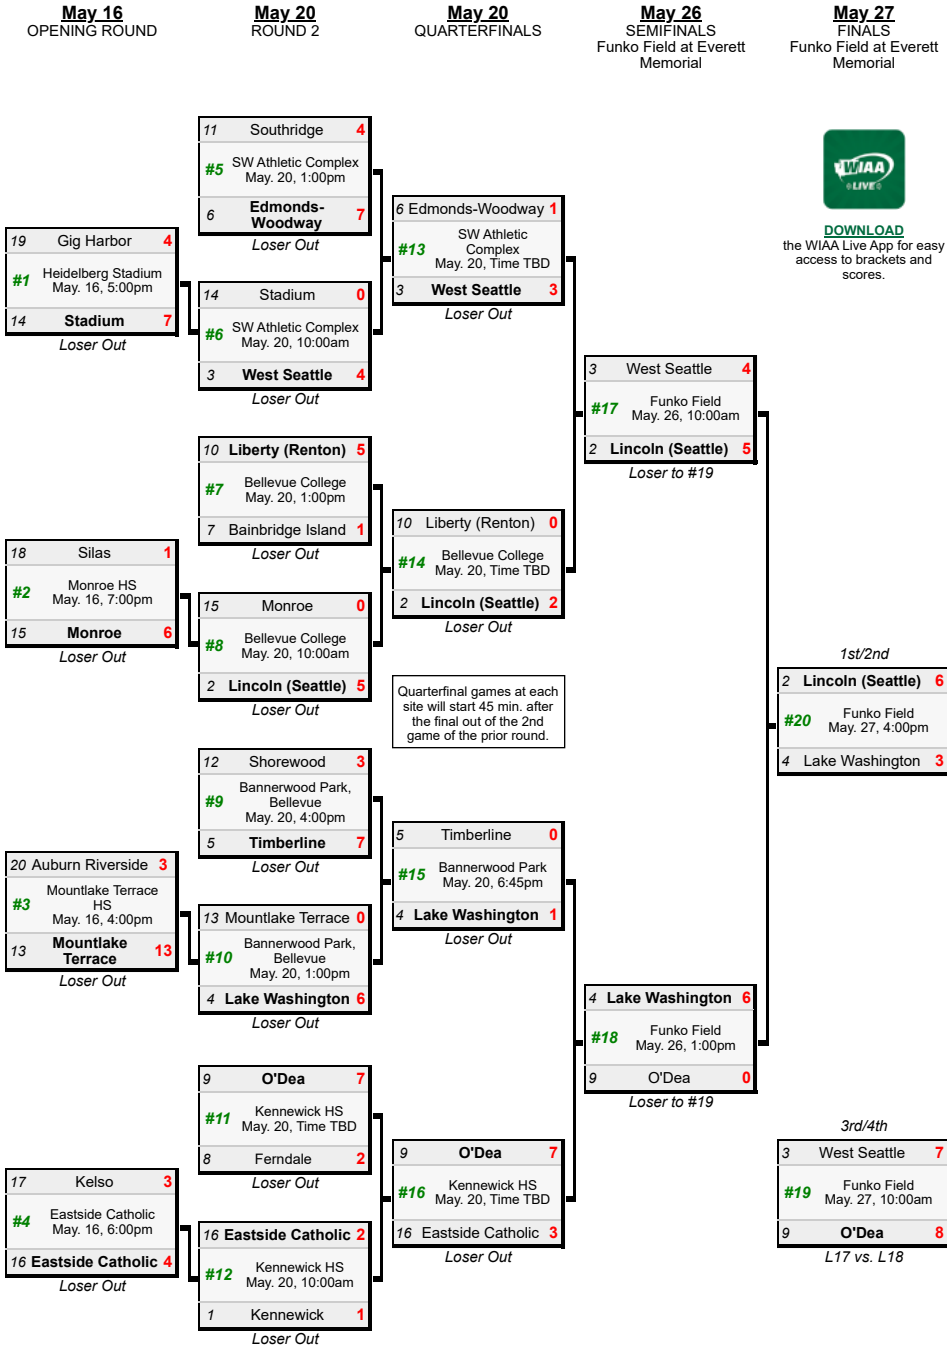 May 16
OPENING ROUND
May 20
ROUND 2
May 20
QUARTERFINALS
May 26
SEMIFINALS
Funko Field at Everett
Memorial
May 27
FINALS
Funko Field at Everett
Memorial
WIAA
LIVE
DOWNLOAD
the WIAA Live App for easy
access to brackets and
scores.
19 Gig Harbor 4
#1 Heidelberg Stadium
May. 16, 5:00pm
14 Stadium 7
Loser Out
18 Silas 1
#2 Monroe HS
May. 16, 7:00pm
15 Monroe 6
Loser Out
20 Auburn Riverside 3
#3 Mountlake Terrace
HS
May. 16, 4:00pm
13 Mountlake
Terrace 13
Loser Out
17 Kelso 3
#4 Eastside Catholic
May. 16, 6:00pm
16 Eastside Catholic 4
Loser Out
11 Southridge 4
#5 SW Athletic Complex
May. 20, 1:00pm
6 Edmonds-
Woodway 7
Loser Out
14 Stadium 0
#6 SW Athletic Complex
May. 20, 10:00am
3 West Seattle 4
Loser Out
10 Liberty (Renton) 5
#7 Bellevue College
May. 20, 1:00pm
7 Bainbridge Island 1
Loser Out
15 Monroe 0
#8 Bellevue College
May. 20, 10:00am
2 Lincoln (Seattle) 5
Loser Out
12 Shorewood 3
#9 Bannerwood Park,
Bellevue
May. 20, 4:00pm
5 Timberline 7
Loser Out
13 Mountlake Terrace 0
#10 Bannerwood Park,
Bellevue
May. 20, 1:00pm
4 Lake Washington 6
Loser Out
9 O'Dea 7
#11 Kennewick HS
May. 20, Time TBD
8 Ferndale 2
Loser Out
16 Eastside Catholic 2
#12 Kennewick HS
May. 20, 10:00am
1 Kennewick 1
Loser Out
6 Edmonds-Woodway 1
#13 SW Athletic
Complex
May. 20, Time TBD
3 West Seattle 3
Loser Out
10 Liberty (Renton) 0
#14 Bellevue College
May. 20, Time TBD
2 Lincoln (Seattle) 2
Loser Out
Quarterfinal games at each
site will start 45 min. after
the final out of the 2nd
game of the prior round.
5 Timberline 0
#15 Bannerwood Park
May. 20, 6:45pm
4 Lake Washington 1
Loser Out
9 O'Dea 7
#16 Kennewick HS
May. 20, Time TBD
16 Eastside Catholic 3
Loser Out
3 West Seattle 4
#17 Funko Field
May. 26, 10:00am
2 Lincoln (Seattle) 5
Loser to #19
4 Lake Washington 6
#18 Funko Field
May. 26, 1:00pm
9 O'Dea 0
Loser to #19
1st/2nd
2 Lincoln (Seattle) 6
#20 Funko Field
May. 27, 4:00pm
4 Lake Washington 3
3rd/4th
3 West Seattle 7
#19 Funko Field
May. 27, 10:00am
9 O'Dea 8
L17 vs. L18